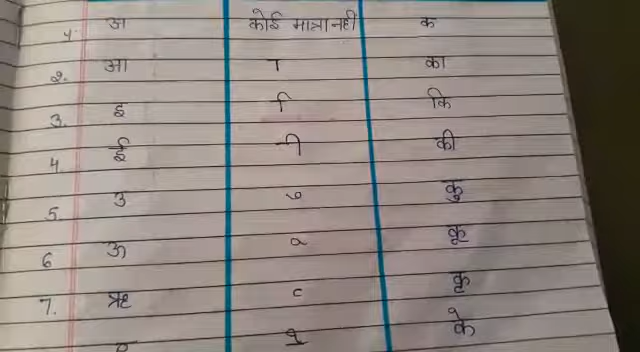 1. अ कोई मात्रा नही क
2. आ ा का
3. इ ि कि
4. ई ी की
5. उ ु कु
6 ऊ ू कू
7. ऋ ृ कृ
े के